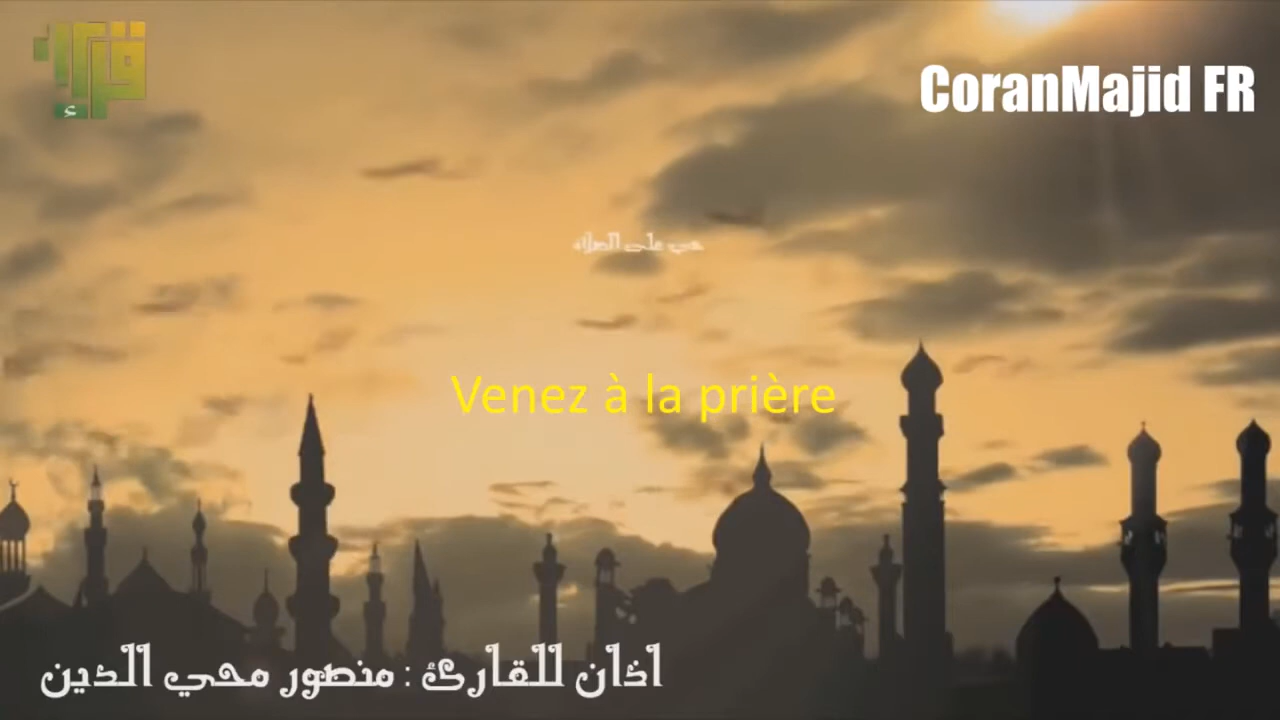 CoranMajid FR
حي على الصلاة
Venez à la prière
اذان للقارئ : منصور محي الدين